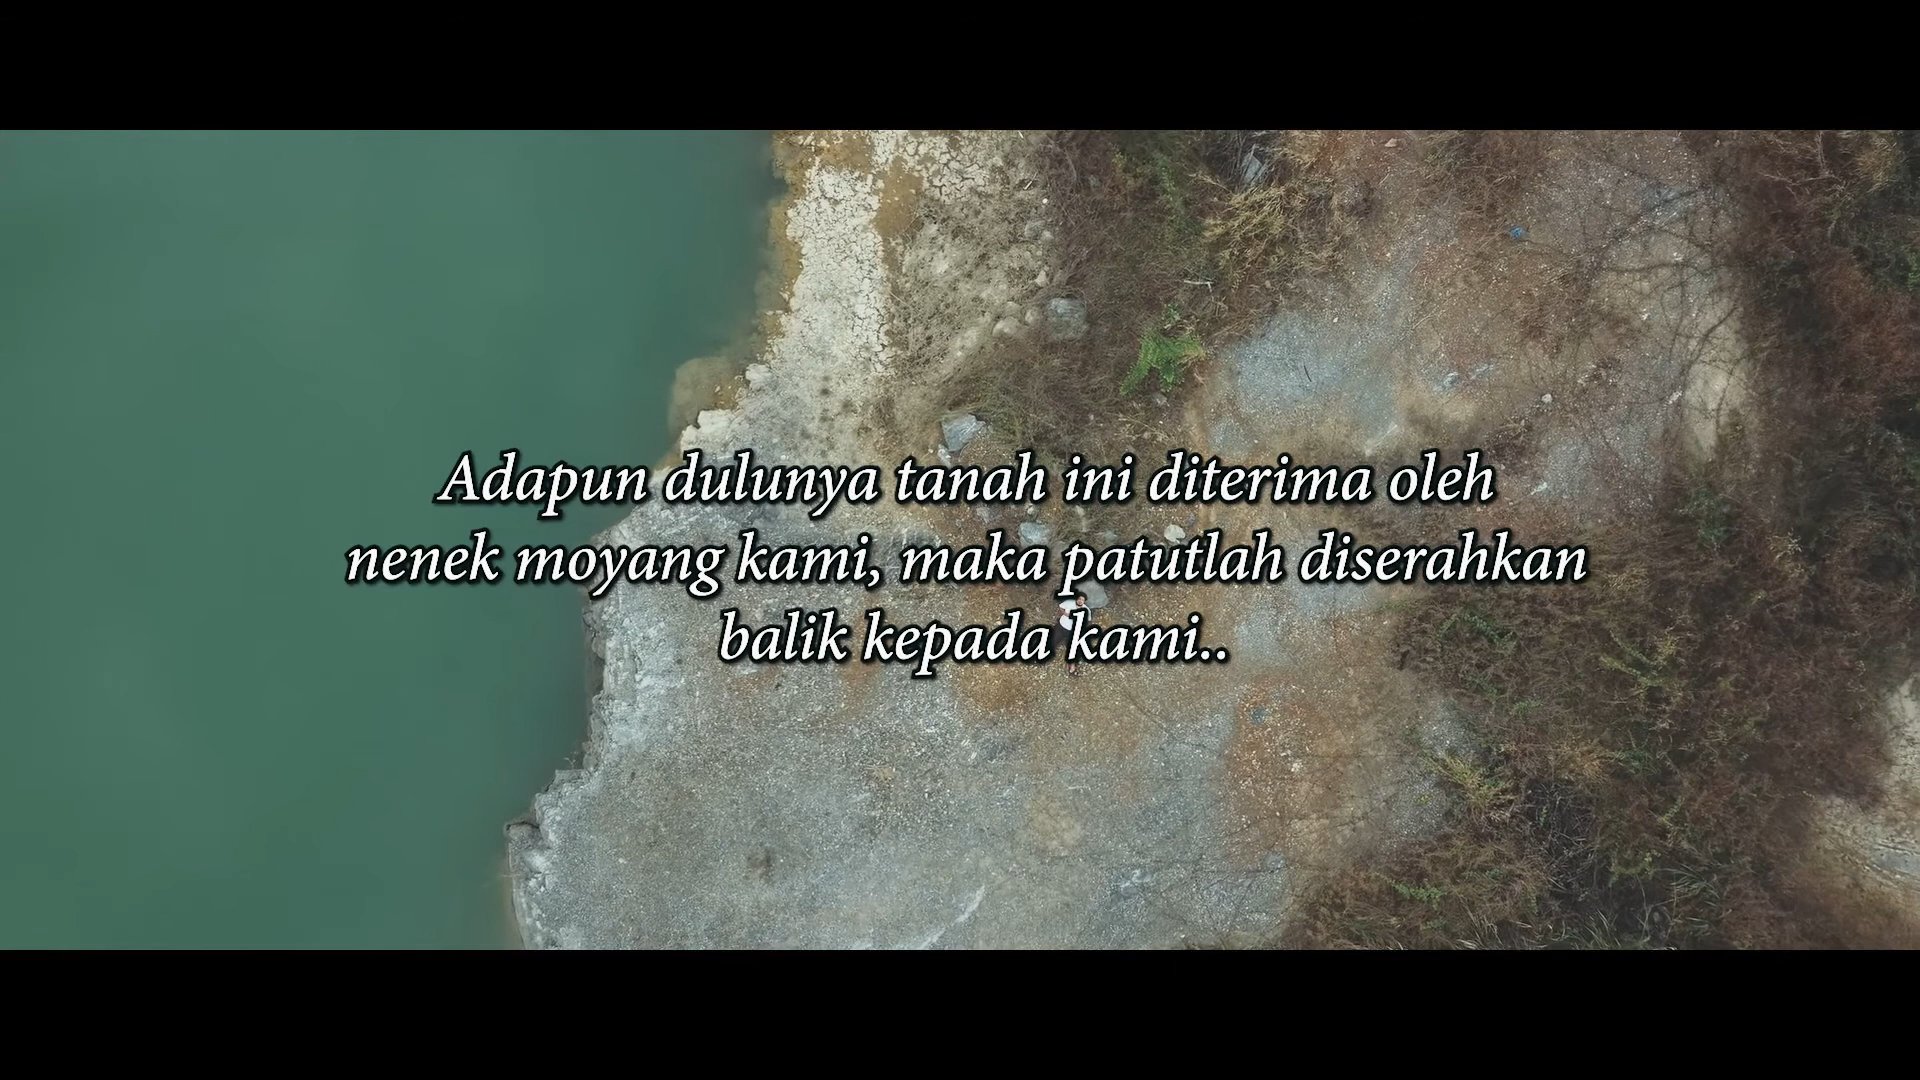 Adapun dulunya tanah ini diterima oleh
nenek moyang kami, maka patutlah diserahkan
balik kepada kami..